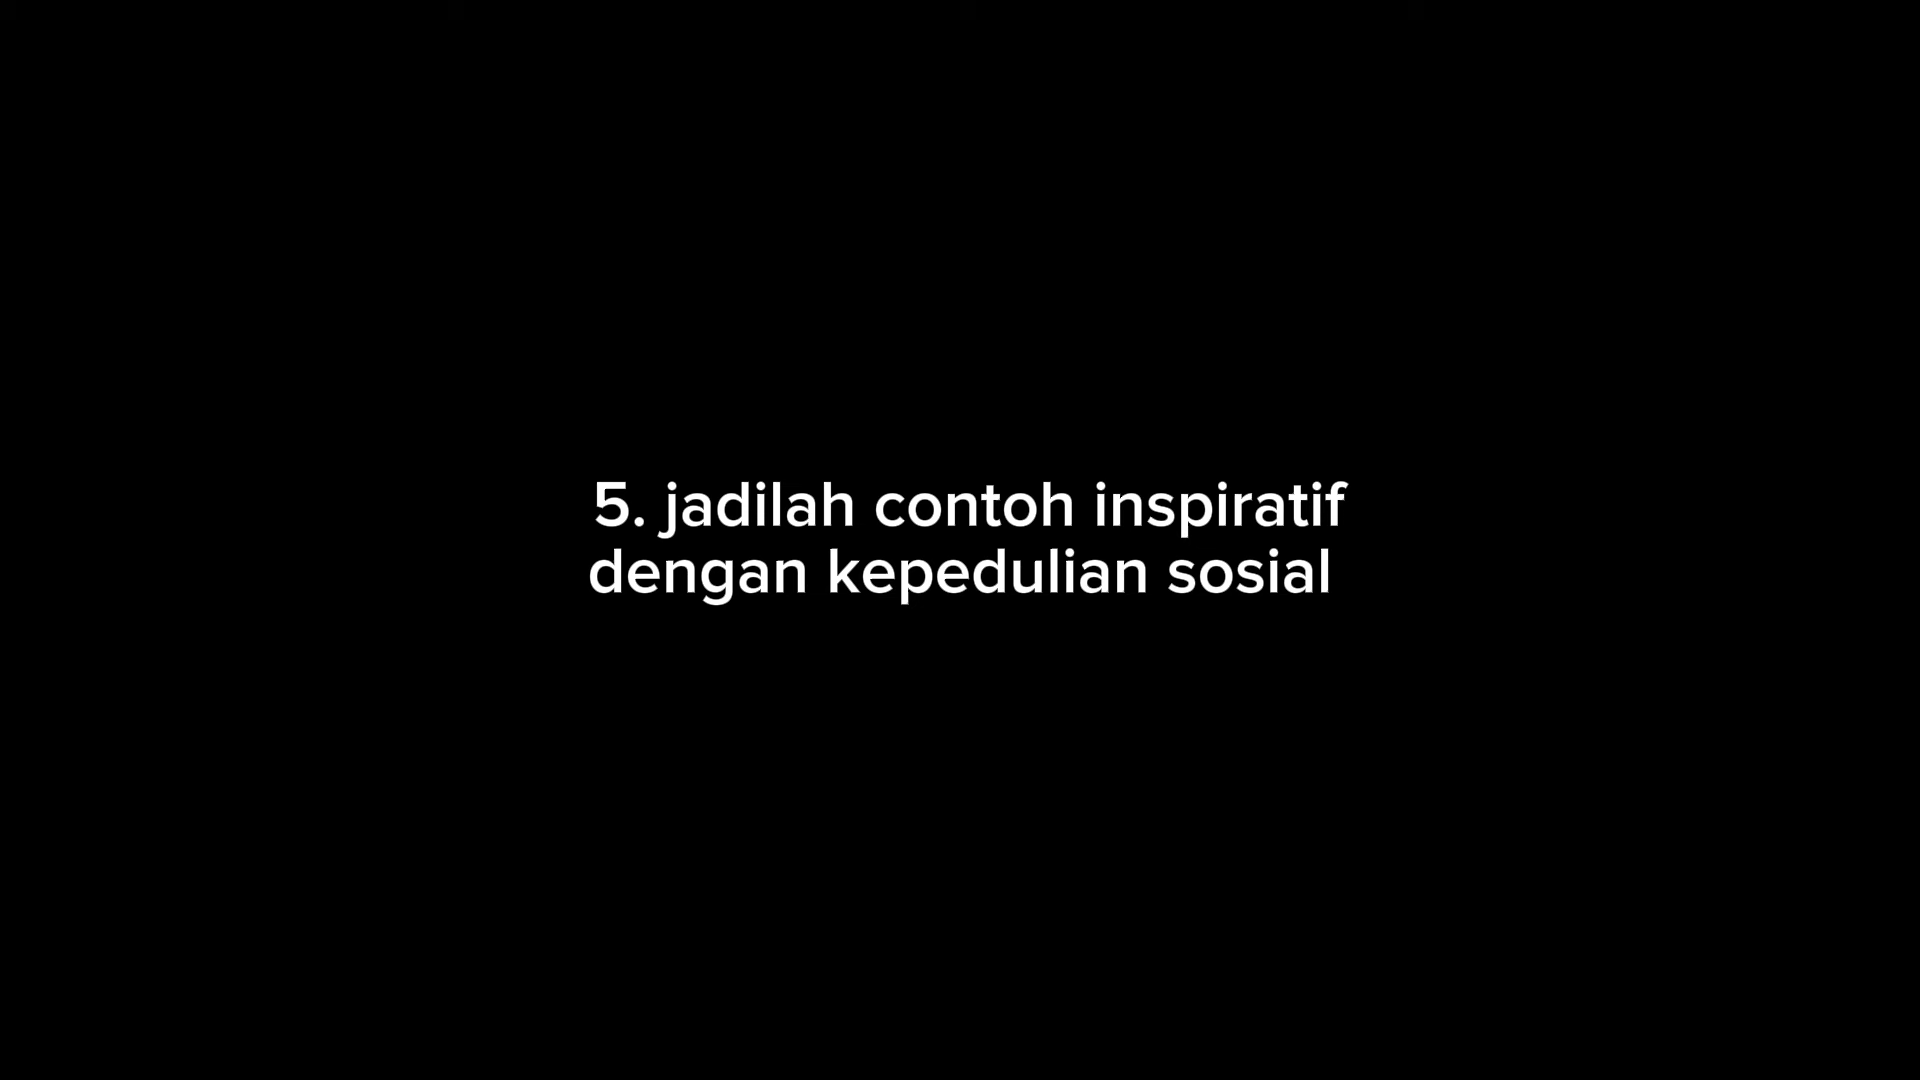 5. jadilah contoh inspiratif
dengan kepedulian sosial